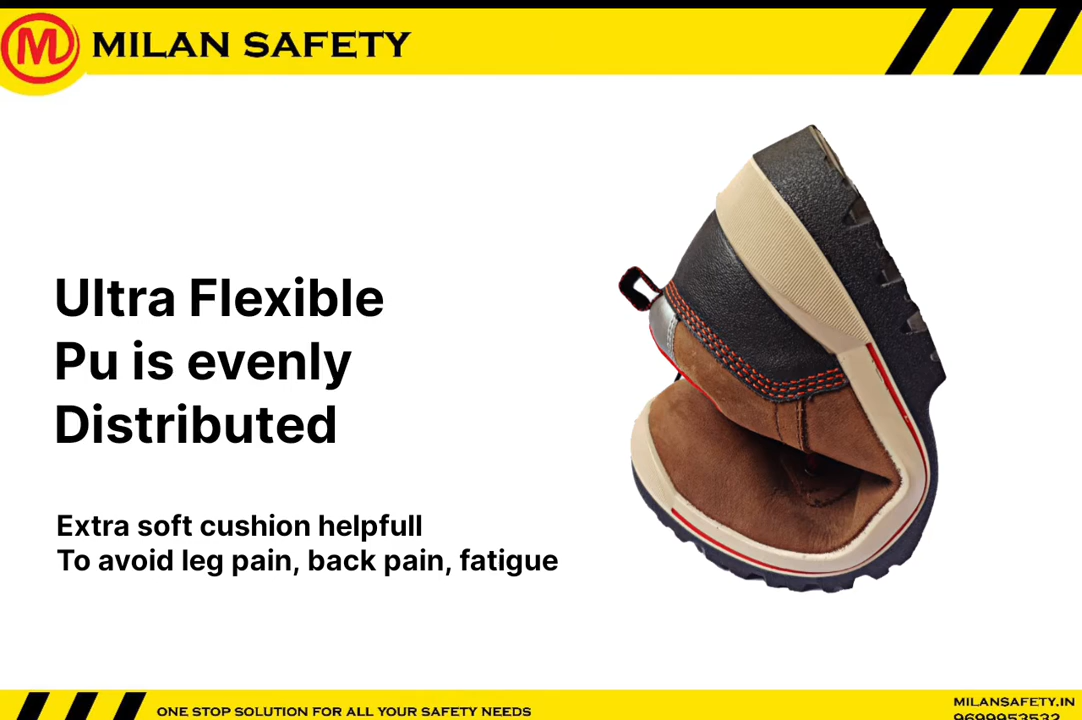 M MILAN SAFETY
Ultra Flexible
Pu is evenly
Distributed
Extra soft cushion helpfull
To avoid leg pain, back pain, fatigue
ONE STOP SOLUTION FOR ALL YOUR SAFETY NEEDS
MILANSAFETY.IN
9699953532